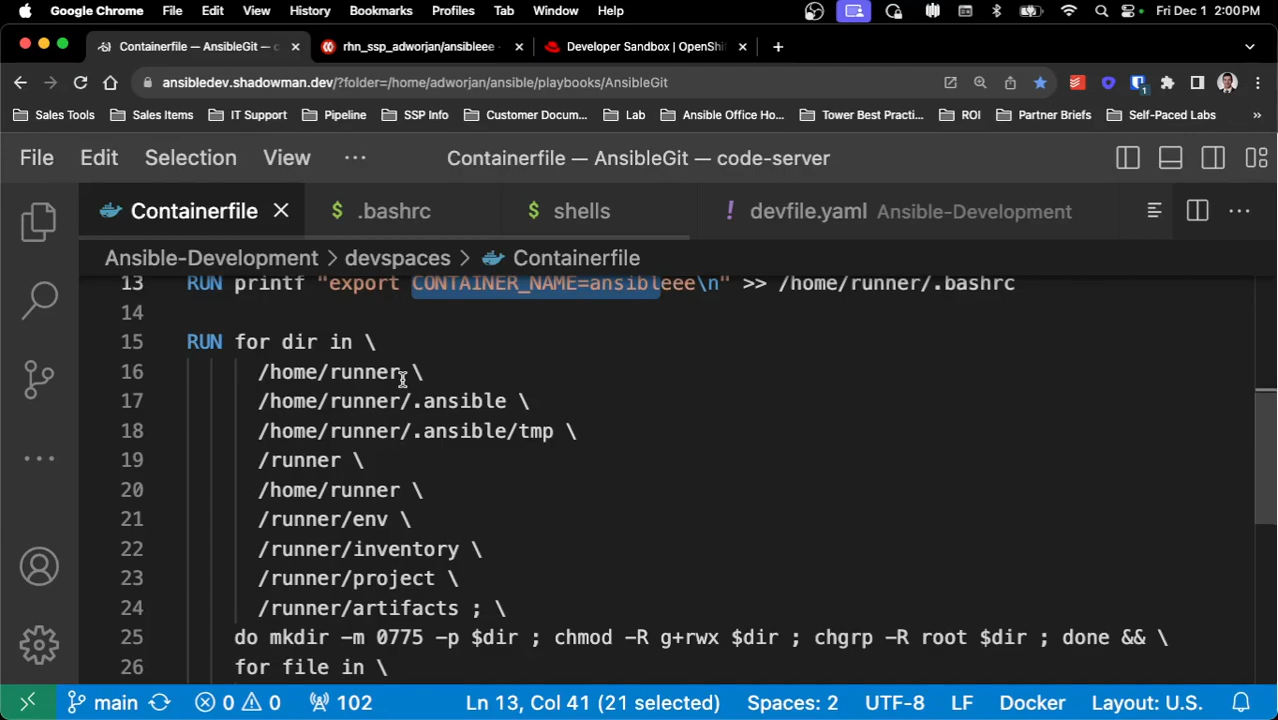 Google Chrome File Edit View History Bookmarks Profiles Tab Window Help Fri Dec 1 2:00 PM
Containerfile — AnsibleGit — c rhn_ssp_adworjan/ansibleee Developer Sandbox | OpenShi
ansibledev.shadowman.dev/?folder=/home/adworjan/ansible/playbooks/AnsibleGit
Sales Tools Sales Items IT Support Pipeline SSP Info Customer Docum... Lab Ansible Office Ho... Tower Best Practi... ROI Partner Briefs Self-Paced Labs »
File Edit Selection View ··· Containerfile — AnsibleGit — code-server
Containerfile $ .bashrc $ shells ! devfile.yaml Ansible-Development ···
Ansible-Development > devspaces > Containerfile
13 RUN printf "export CONTAINER_NAME=ansibleee\n" >> /home/runner/.bashrc
14
15 RUN for dir in \
16 /home/runner \
17 /home/runner/.ansible \
18 /home/runner/.ansible/tmp \
19 /runner \
20 /home/runner \
21 /runner/env \
22 /runner/inventory \
23 /runner/project \
24 /runner/artifacts ; \
25 do mkdir -m 0775 -p $dir ; chmod -R g+rwx $dir ; chgrp -R root $dir ; done && \
26 for file in \
main 0 0 102 Ln 13, Col 41 (21 selected) Spaces: 2 UTF-8 LF Docker Layout: U.S.